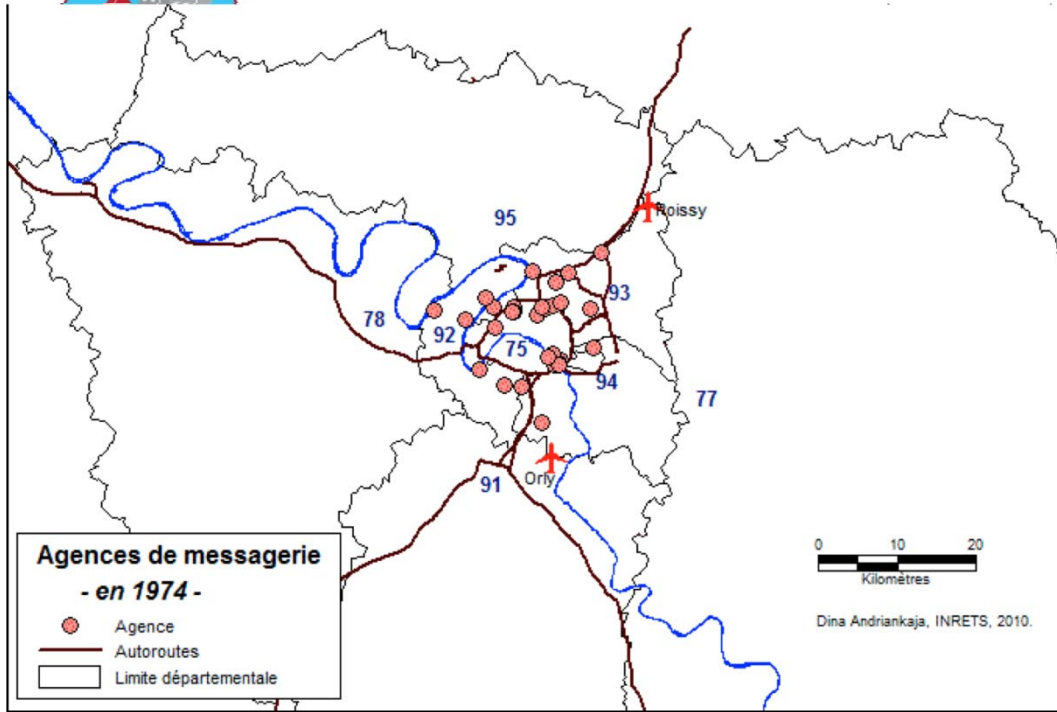 Roissy
95
93
78
92
75
94
77
Orly
91
Agences de messagerie
- en 1974 -
Agence
Autoroutes
Limite départementale
0 10 20
Kilomètres
Dina Andriankaja, INRETS, 2010.